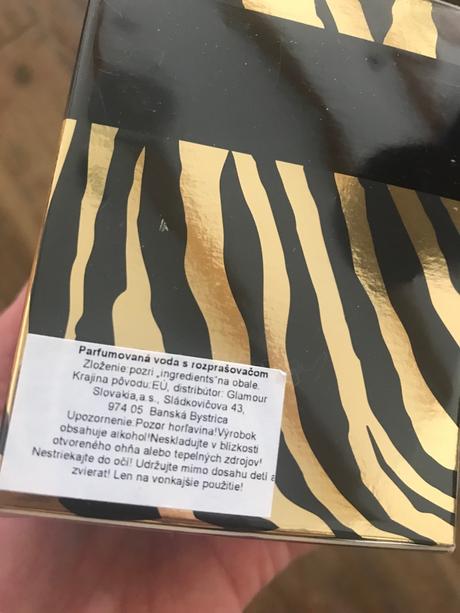 Parfumovaná voda s rozprašovačom
Zloženie:pozri „ingredients“na obale.
Krajina pôvodu:EÚ, distribútor: Glamour
Slovakia,a.s., Sládkovičova 43,
974 05 Banská Bystrica
Upozornenie:Pozor horľavina!Výrobok
obsahuje alkohol!Neskladujte v blízkosti
otvoreného ohňa alebo tepelných zdrojov!
Nestriekajte do očí! Udržujte mimo dosahu detí a
zvierat! Len na vonkajšie použitie!